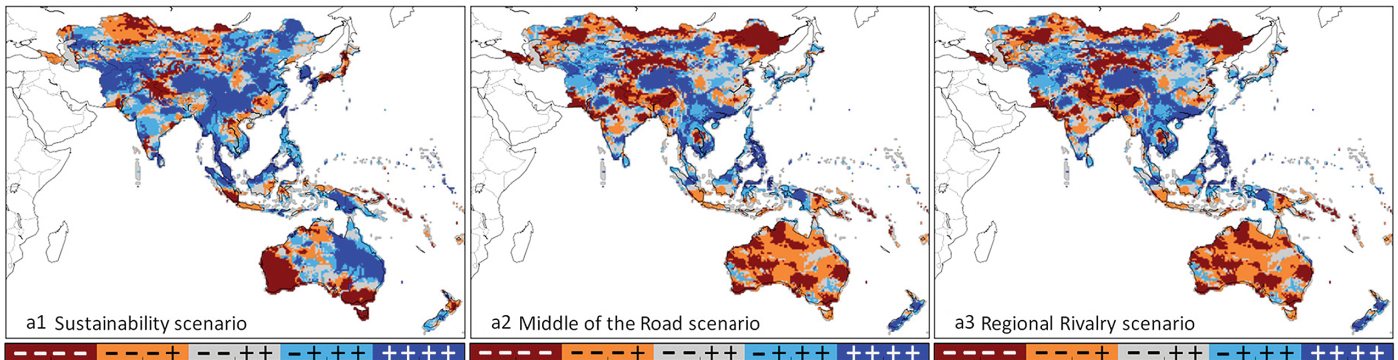 a1 Sustainability scenario
a2 Middle of the Road scenario
a3 Regional Rivalry scenario
− − − − − − − + − − + + − + + + + + + +
− − − − − − − + − − + + − + + + + + + +
− − − − − − − + − − + + − + + + + + + +